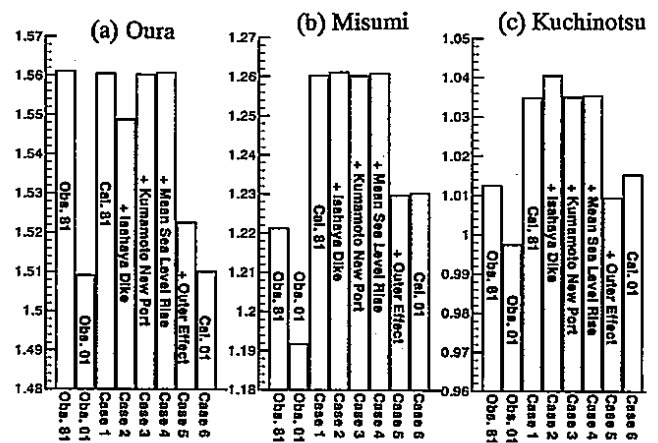 (a) Oura
(b) Misumi
(c) Kuchinotsu
1.57
1.56
1.55
1.54
1.53
1.52
1.51
1.5
1.49
1.48
Obs. 81
Obs. 01
Cal. 81
+ Isahaya Dike
+ Kumamoto New Port
+ Mean Sea Level Rise
+ Outer Effect
Cal. 01
Obs. 81
Obs. 01
Case 1
Case 2
Case 3
Case 4
Case 5
Case 6
1.27
1.26
1.25
1.24
1.23
1.22
1.21
1.2
1.19
1.18
Obs. 81
Obs. 01
Cal. 81
+ Isahaya Dike
+ Kumamoto New Port
+ Mean Sea Level Rise
+ Outer Effect
Cal. 01
Obs. 81
Obs. 01
Case 1
Case 2
Case 3
Case 4
Case 5
Case 6
1.05
1.04
1.03
1.02
1.01
1
0.99
0.98
0.97
0.96
Obs. 81
Obs. 01
Cal. 81
+ Isahaya Dike
+ Kumamoto New Port
+ Mean Sea Level Rise
+ Outer Effect
Cal. 01
Obs. 81
Obs. 01
Case 1
Case 2
Case 3
Case 4
Case 5
Case 6